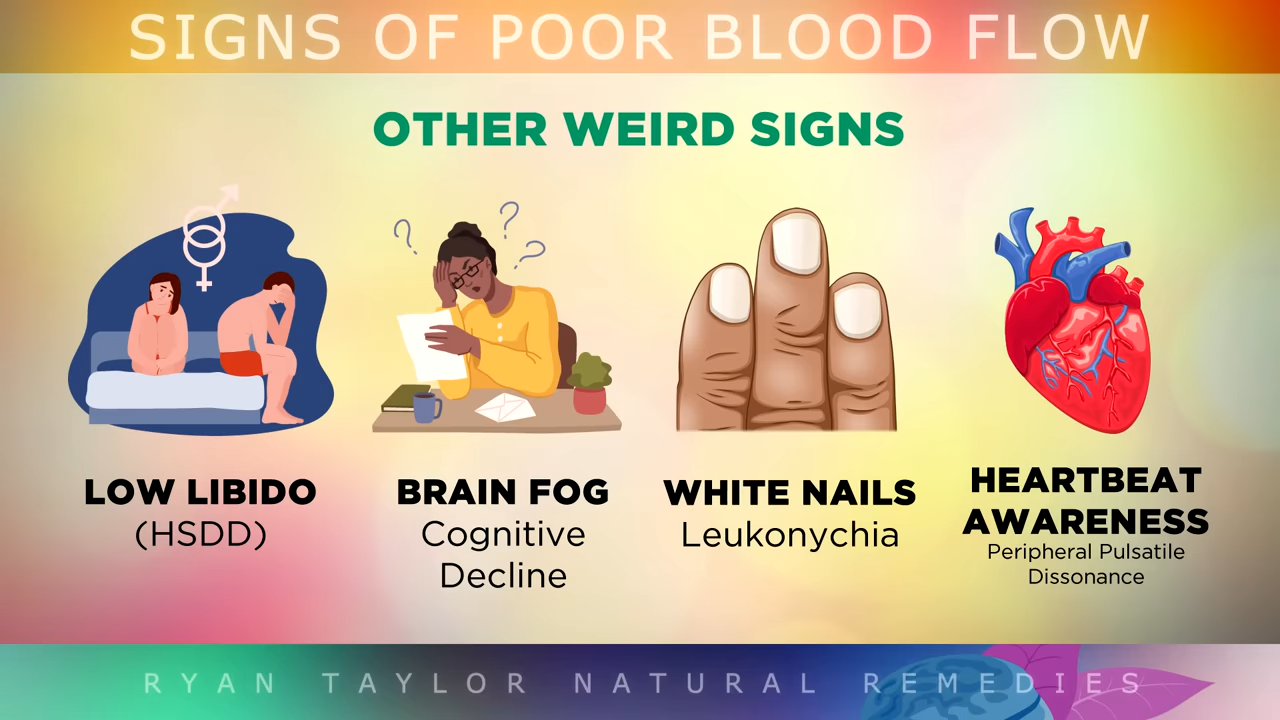 SIGNS OF POOR BLOOD FLOW
OTHER WEIRD SIGNS
LOW LIBIDO
(HSDD)
BRAIN FOG
Cognitive
Decline
WHITE NAILS
Leukonychia
HEARTBEAT
AWARENESS
Peripheral Pulsatile
Dissonance
RYAN TAYLOR NATURAL REMEDIES